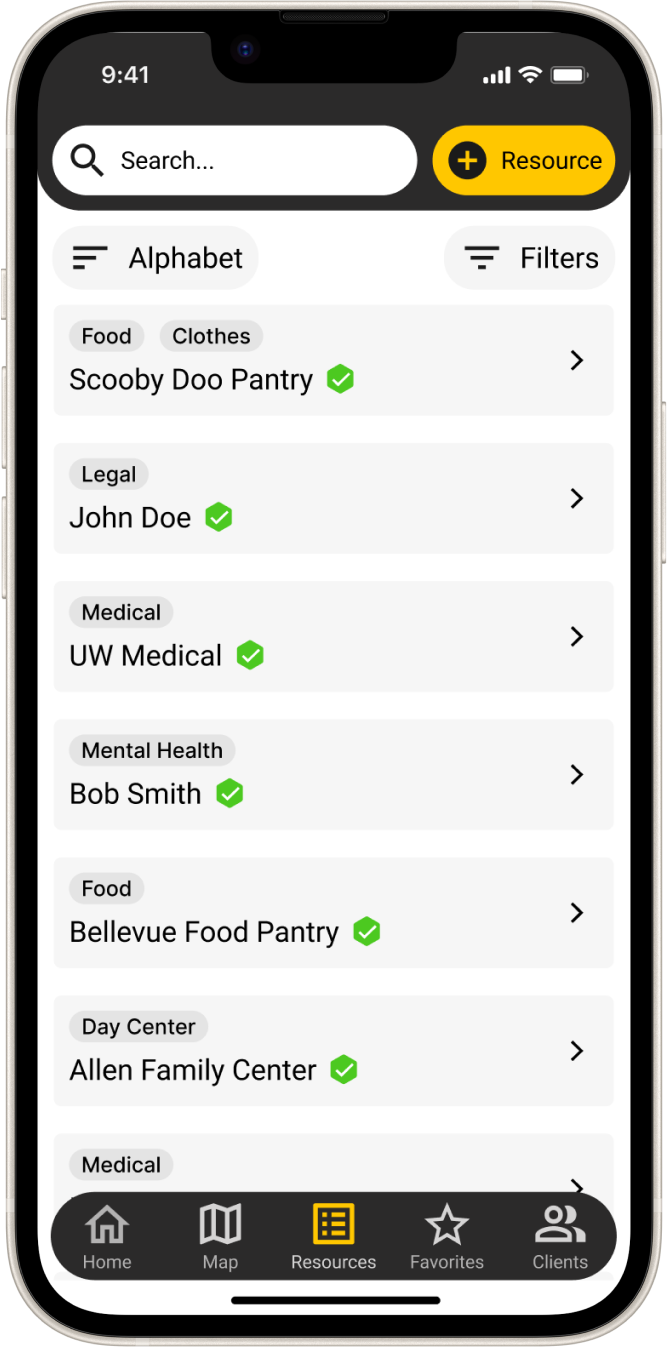 9:41
Search...
Resource
Alphabet
Filters
Food Clothes
Scooby Doo Pantry
Legal
John Doe
Medical
UW Medical
Mental Health
Bob Smith
Food
Bellevue Food Pantry
Day Center
Allen Family Center
Medical
Home Map Resources Favorites Clients